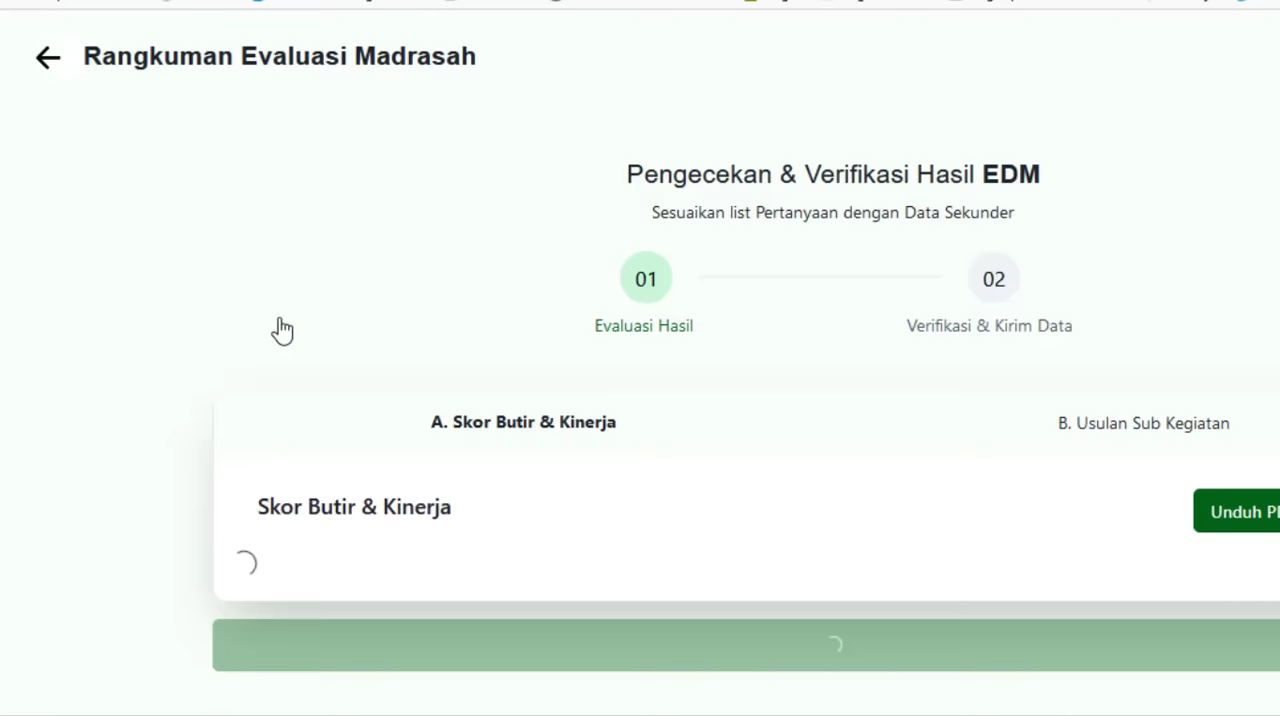 Rangkuman Evaluasi Madrasah
Pengecekan & Verifikasi Hasil EDM
Sesuaikan list Pertanyaan dengan Data Sekunder
01
02
Evaluasi Hasil
Verifikasi & Kirim Data
A. Skor Butir & Kinerja
B. Usulan Sub Kegiatan
Skor Butir & Kinerja
Unduh